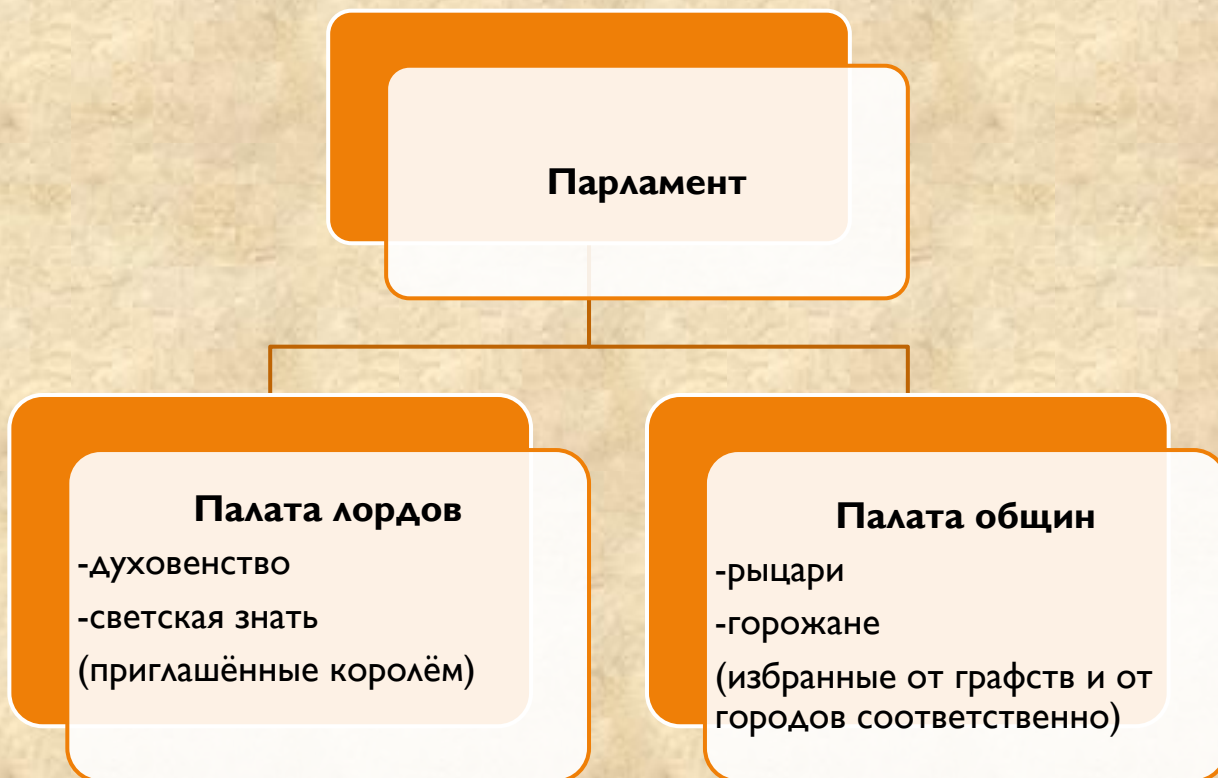 Парламент
Палата лордов
-духовенство
-светская знать
(приглашённые королём)
Палата общин
-рыцари
-горожане
(избранные от графств и от
городов соответственно)